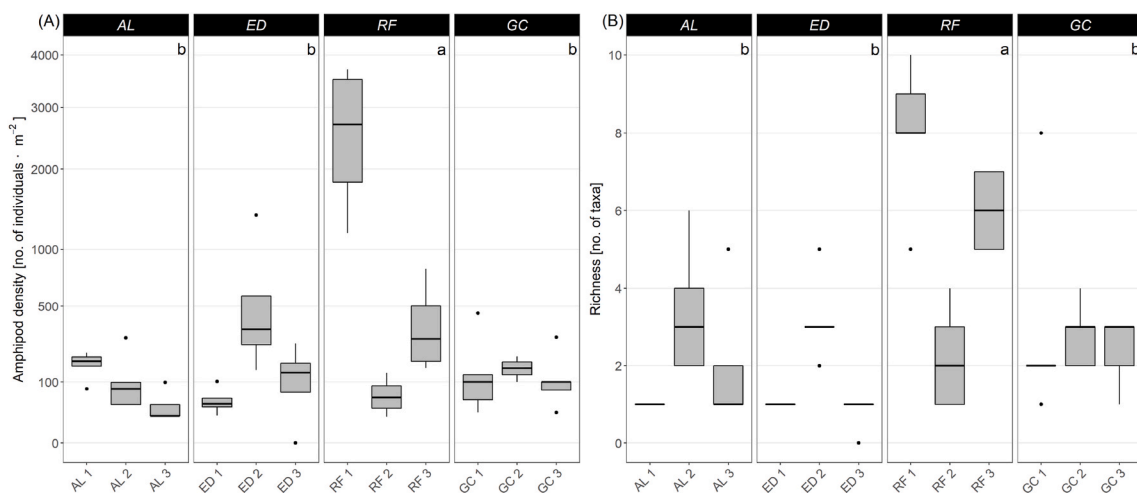 (A)
AL ED RF GC
b b a b
Amphipod density [no. of individuals · m⁻²]
4000
3000
2000
1000
500
100
0
AL 1 AL 2 AL 3 ED 1 ED 2 ED 3 RF 1 RF 2 RF 3 GC 1 GC 2 GC 3
(B)
AL ED RF GC
b b a b
Richness [no. of taxa]
10
8
6
4
2
0
AL 1 AL 2 AL 3 ED 1 ED 2 ED 3 RF 1 RF 2 RF 3 GC 1 GC 2 GC 3